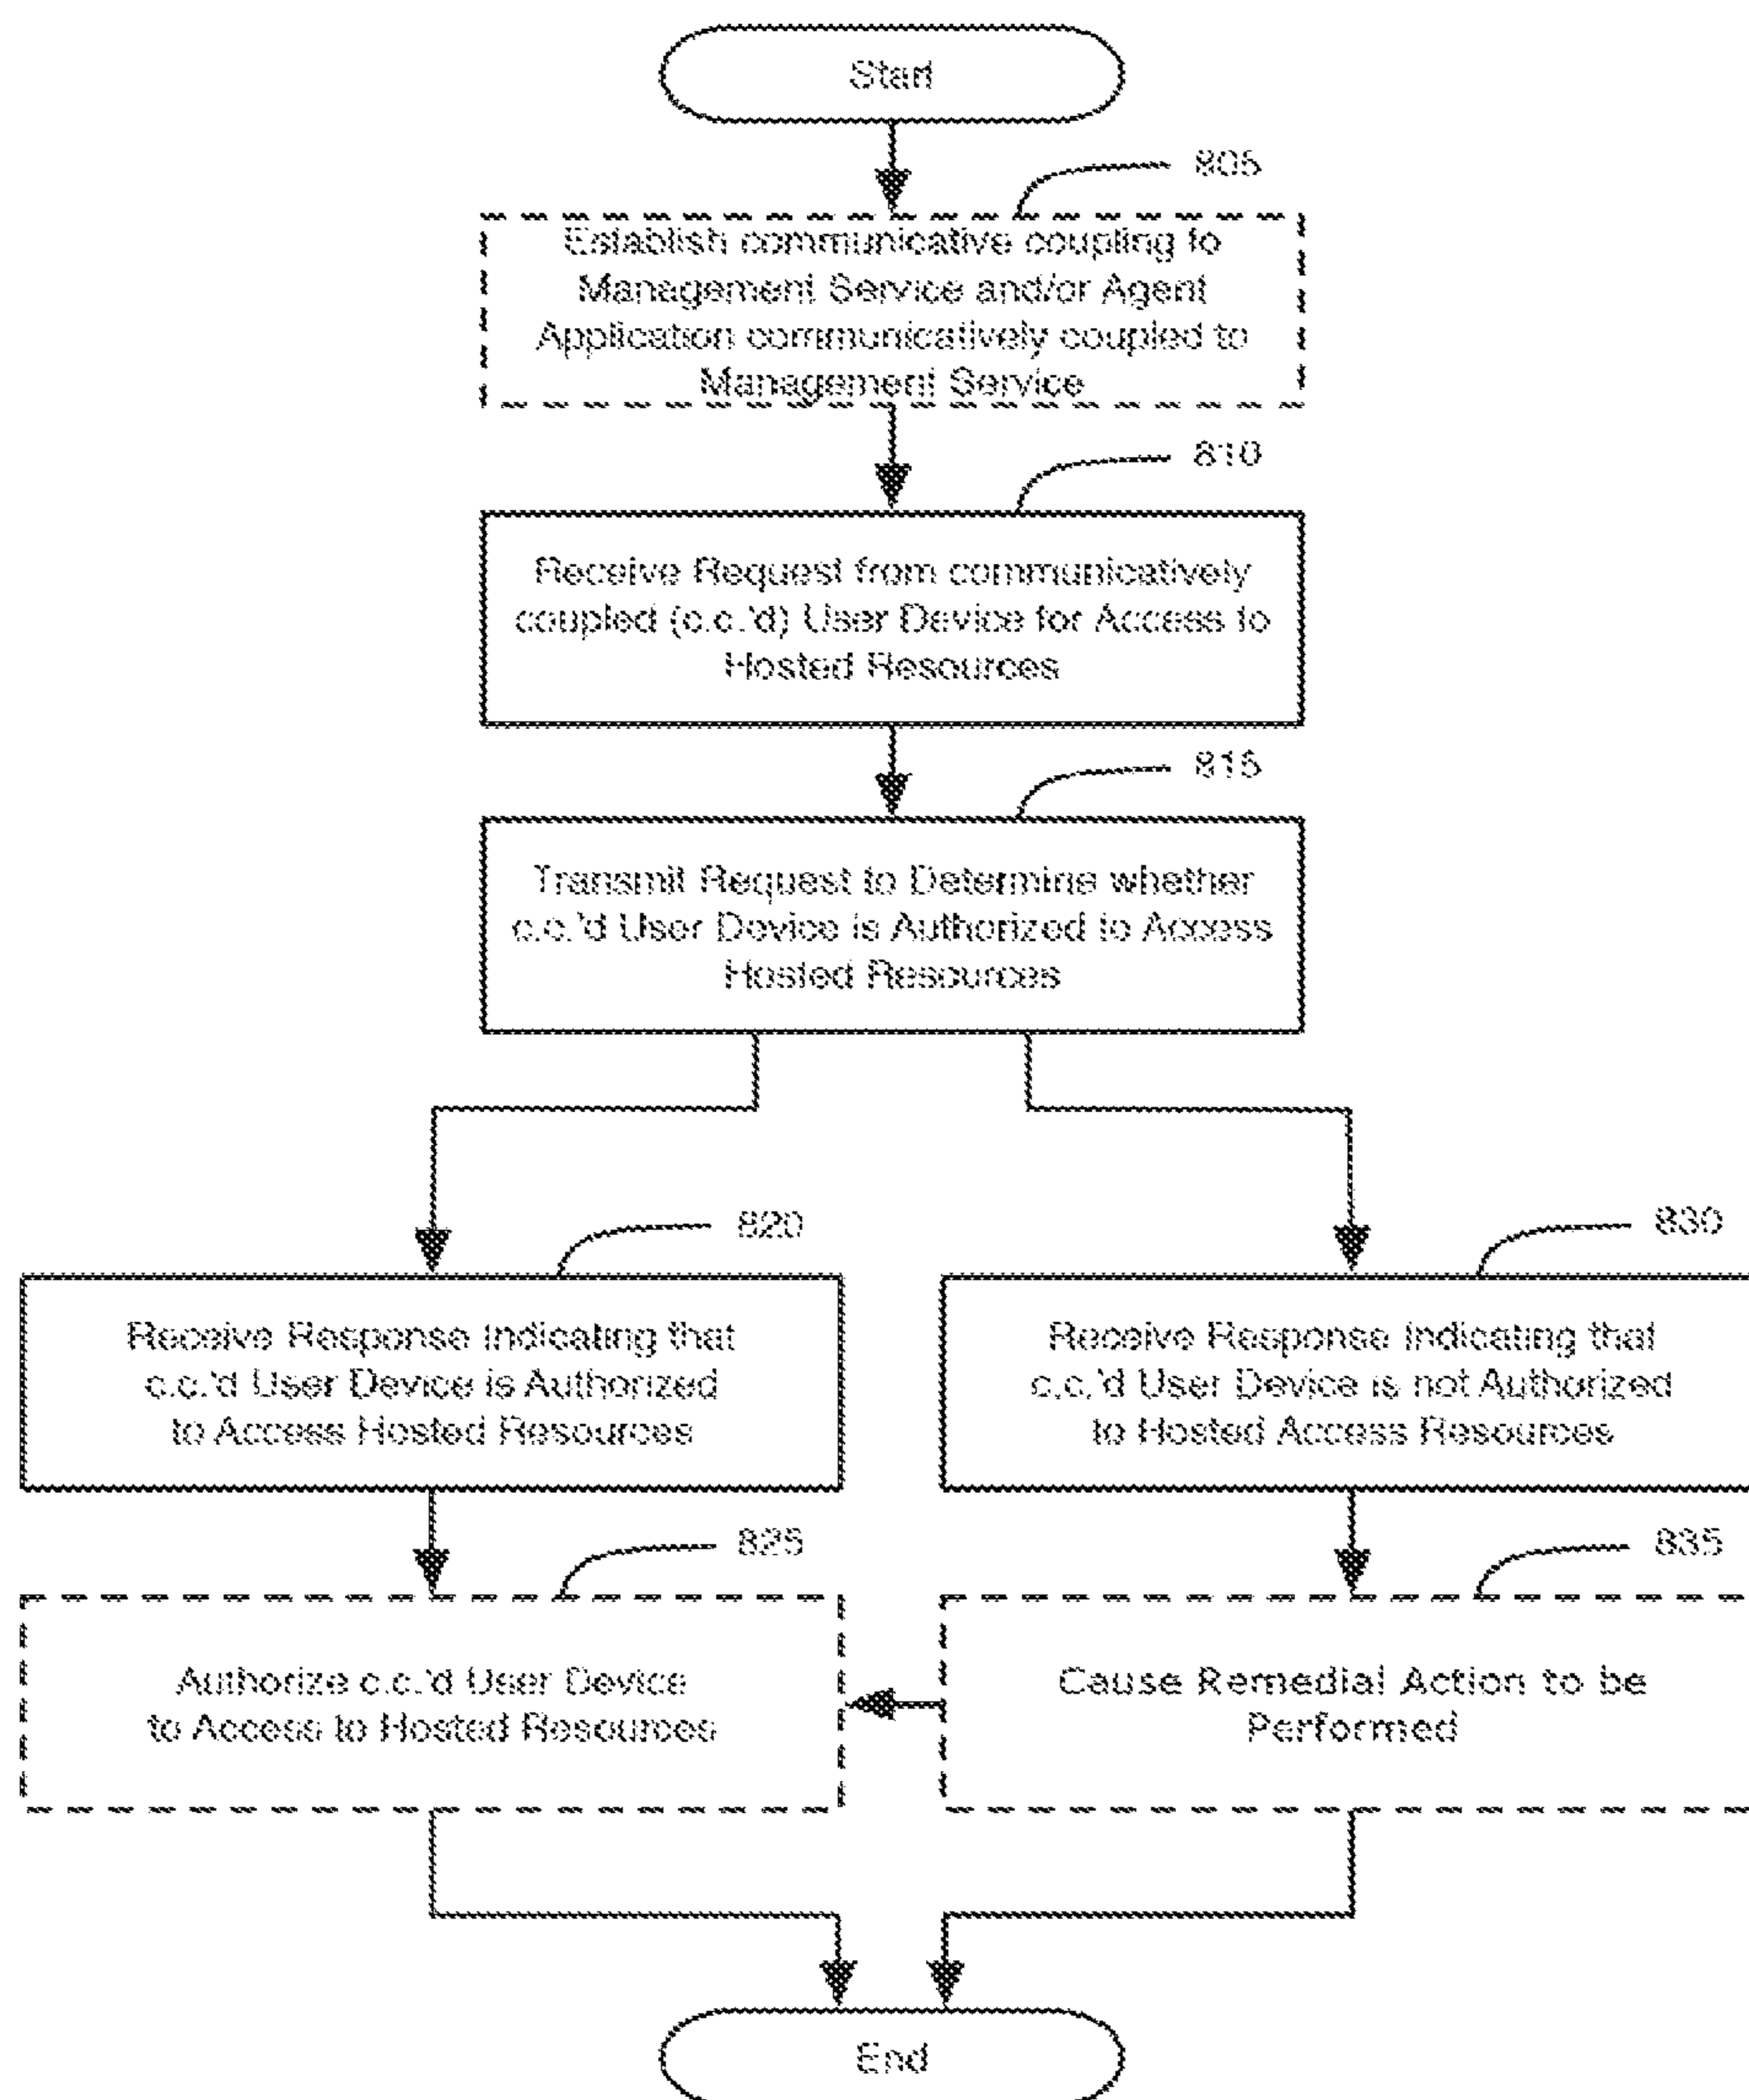 Start
805
Establish communicative coupling to
Management Service and/or Agent
Application communicatively coupled to
Management Service
810
Receive Request from communicatively
coupled (c.c.'d) User Device for Access to
Hosted Resources
815
Transmit Request to Determine whether
c.c.'d User Device is Authorized to Access
Hosted Resources
820
Receive Response Indicating that
c.c.'d User Device is Authorized
to Access Hosted Resources
830
Receive Response Indicating that
c.c.'d User Device is not Authorized
to Hosted Access Resources
825
Authorize c.c.'d User Device
to Access to Hosted Resources
835
Cause Remedial Action to be
Performed
End